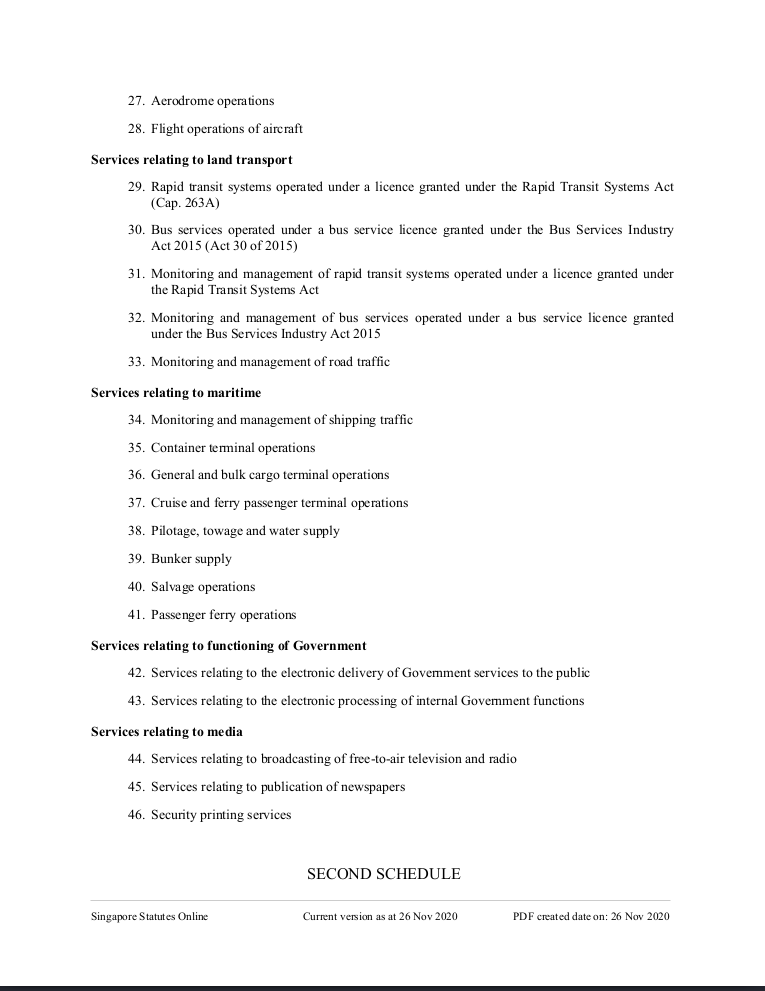 27. Aerodrome operations
28. Flight operations of aircraft
Services relating to land transport
29. Rapid transit systems operated under a licence granted under the Rapid Transit Systems Act
(Cap. 263A)
30. Bus services operated under a bus service licence granted under the Bus Services Industry
Act 2015 (Act 30 of 2015)
31. Monitoring and management of rapid transit systems operated under a licence granted under
the Rapid Transit Systems Act
32. Monitoring and management of bus services operated under a bus service licence granted
under the Bus Services Industry Act 2015
33. Monitoring and management of road traffic
Services relating to maritime
34. Monitoring and management of shipping traffic
35. Container terminal operations
36. General and bulk cargo terminal operations
37. Cruise and ferry passenger terminal operations
38. Pilotage, towage and water supply
39. Bunker supply
40. Salvage operations
41. Passenger ferry operations
Services relating to functioning of Government
42. Services relating to the electronic delivery of Government services to the public
43. Services relating to the electronic processing of internal Government functions
Services relating to media
44. Services relating to broadcasting of free-to-air television and radio
45. Services relating to publication of newspapers
46. Security printing services
SECOND SCHEDULE
Singapore Statutes Online Current version as at 26 Nov 2020 PDF created date on: 26 Nov 2020